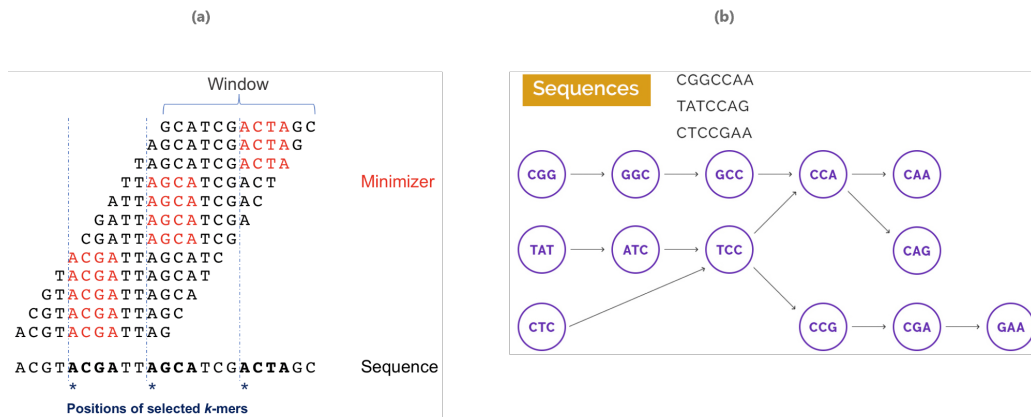 (a)
Window
GCATCGACTAGC
AGCATCGACTAG
TAGCATCGACTA
TTAGCATCGACT
Minimizer
ATTAGCATCGAC
GATTAGCATCGA
CGATTAGCATCG
ACGATTAGCATC
TACGATTAGCAT
GTACGATTAGCA
CGTACGATTAGC
ACGTACGATTAG
ACGTACGATTAGCATCGACTAGC
Sequence
* * *
Positions of selected k-mers
(b)
Sequences
CGGCCAA
TATCCAG
CTCCGAA
CGG GGC GCC CCA CAA
TAT ATC TCC CAG
CTC CCG CGA GAA